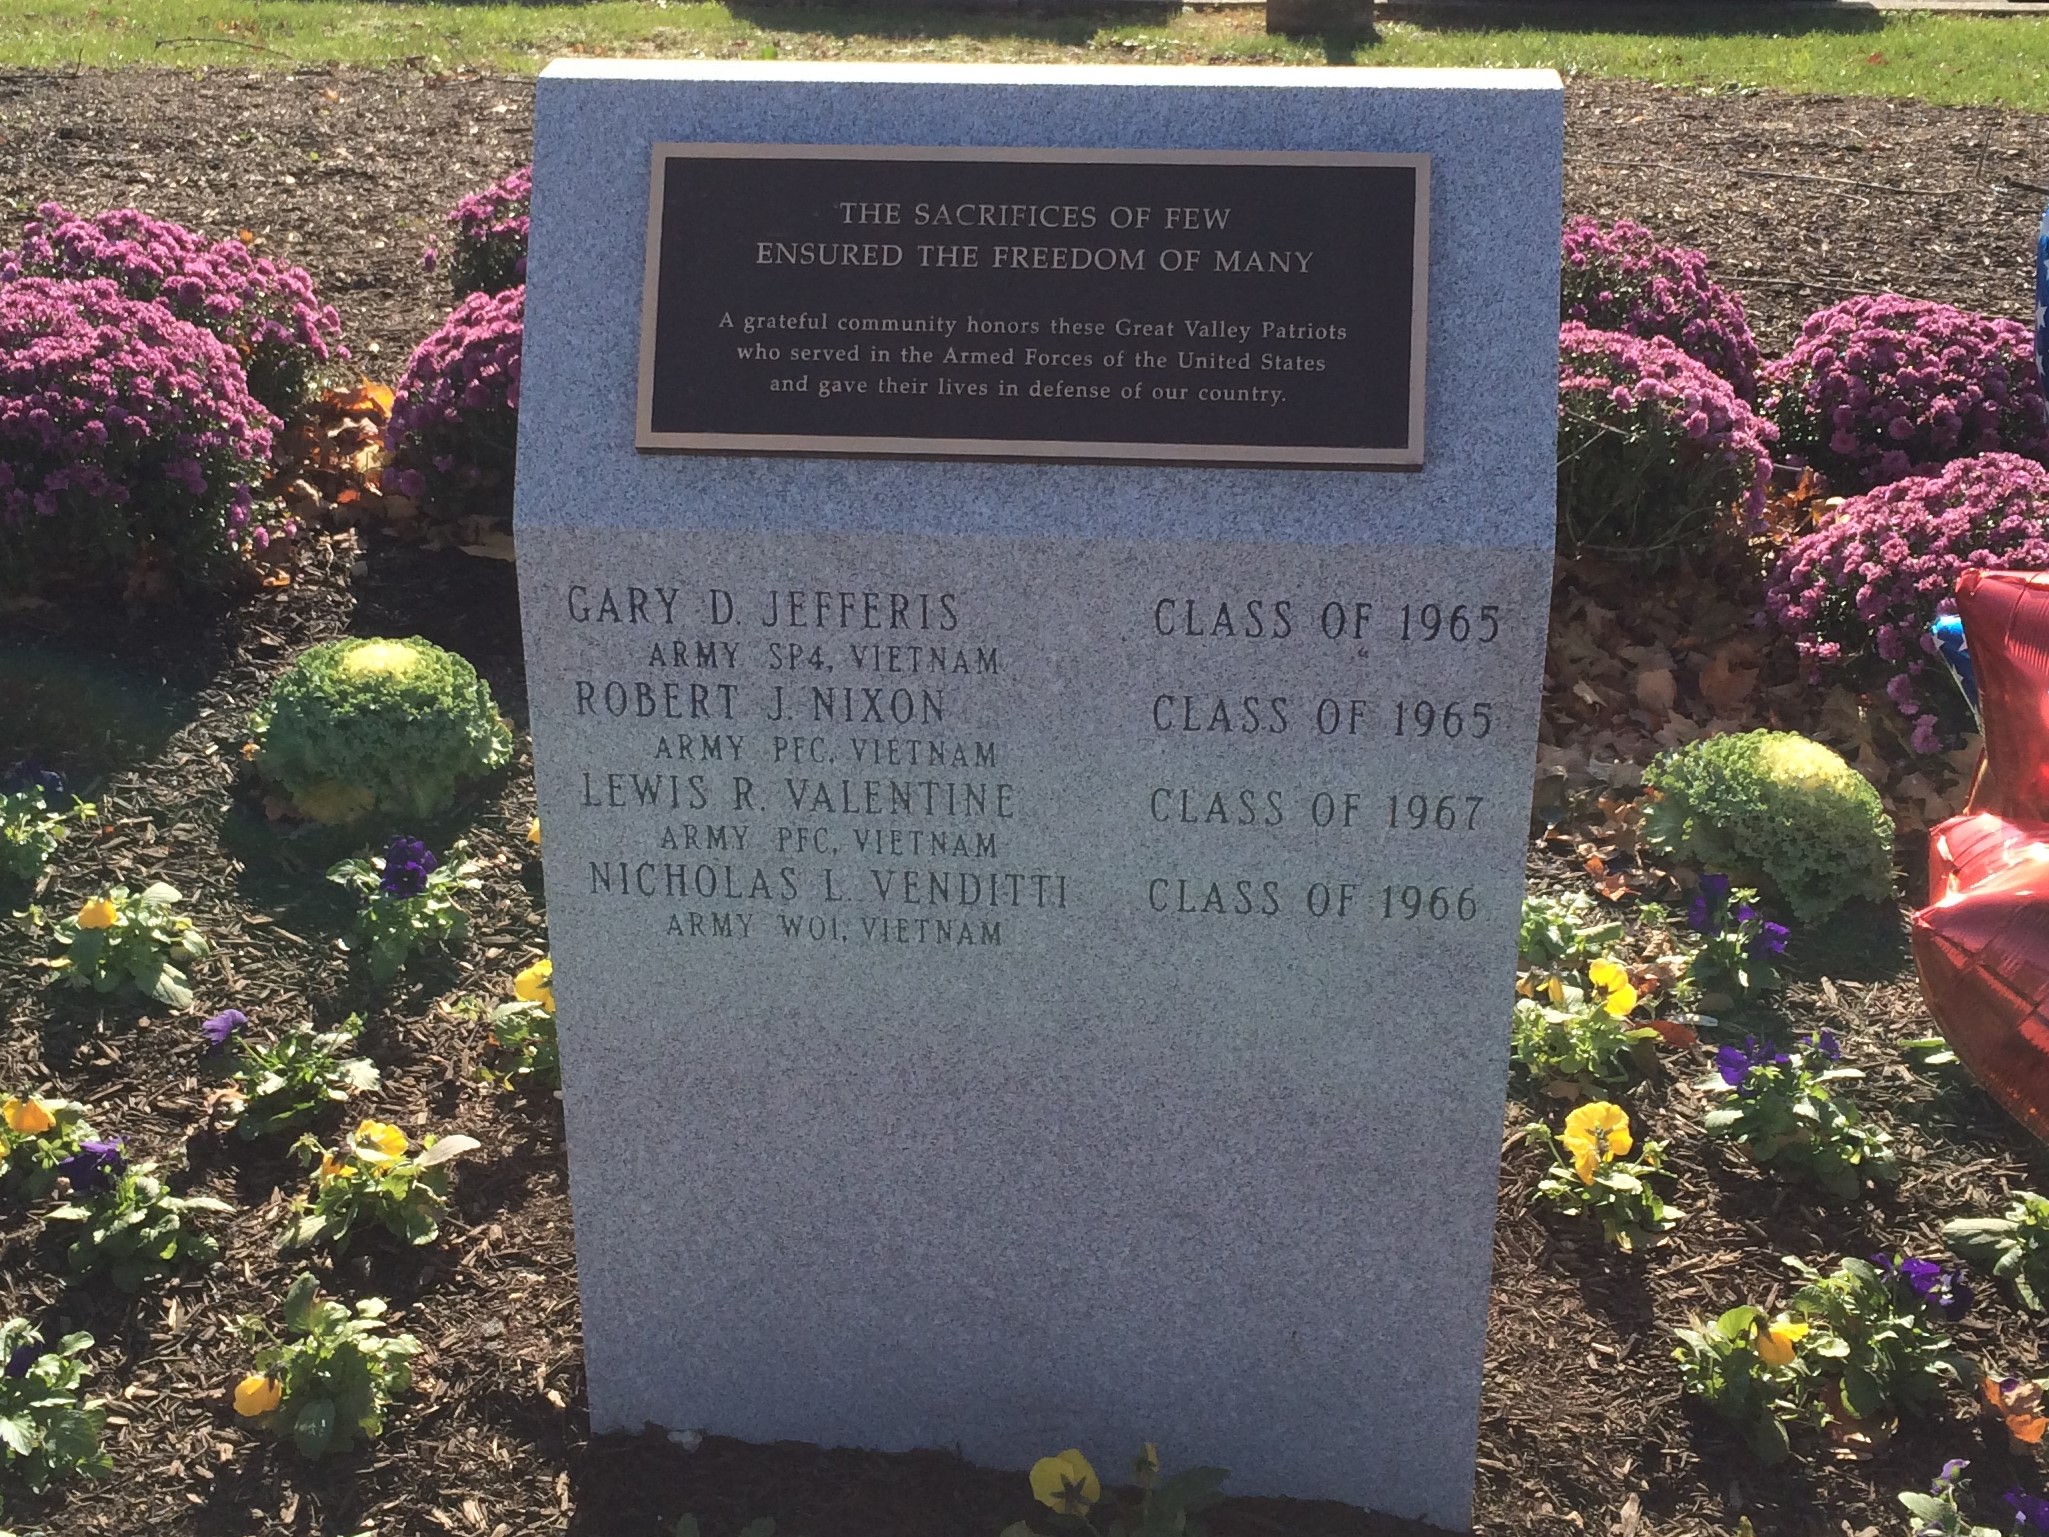 THE SACRIFICES OF FEW
ENSURED THE FREEDOM OF MANY
A grateful community honors these Great Valley Patriots
who served in the Armed Forces of the United States
and gave their lives in defense of our country.
GARY D. JEFFERIS CLASS OF 1965
ARMY SP4, VIETNAM
ROBERT J. NIXON CLASS OF 1965
ARMY PFC, VIETNAM
LEWIS R. VALENTINE CLASS OF 1967
ARMY PFC, VIETNAM
NICHOLAS L. VENDITTI CLASS OF 1966
ARMY WO1, VIETNAM